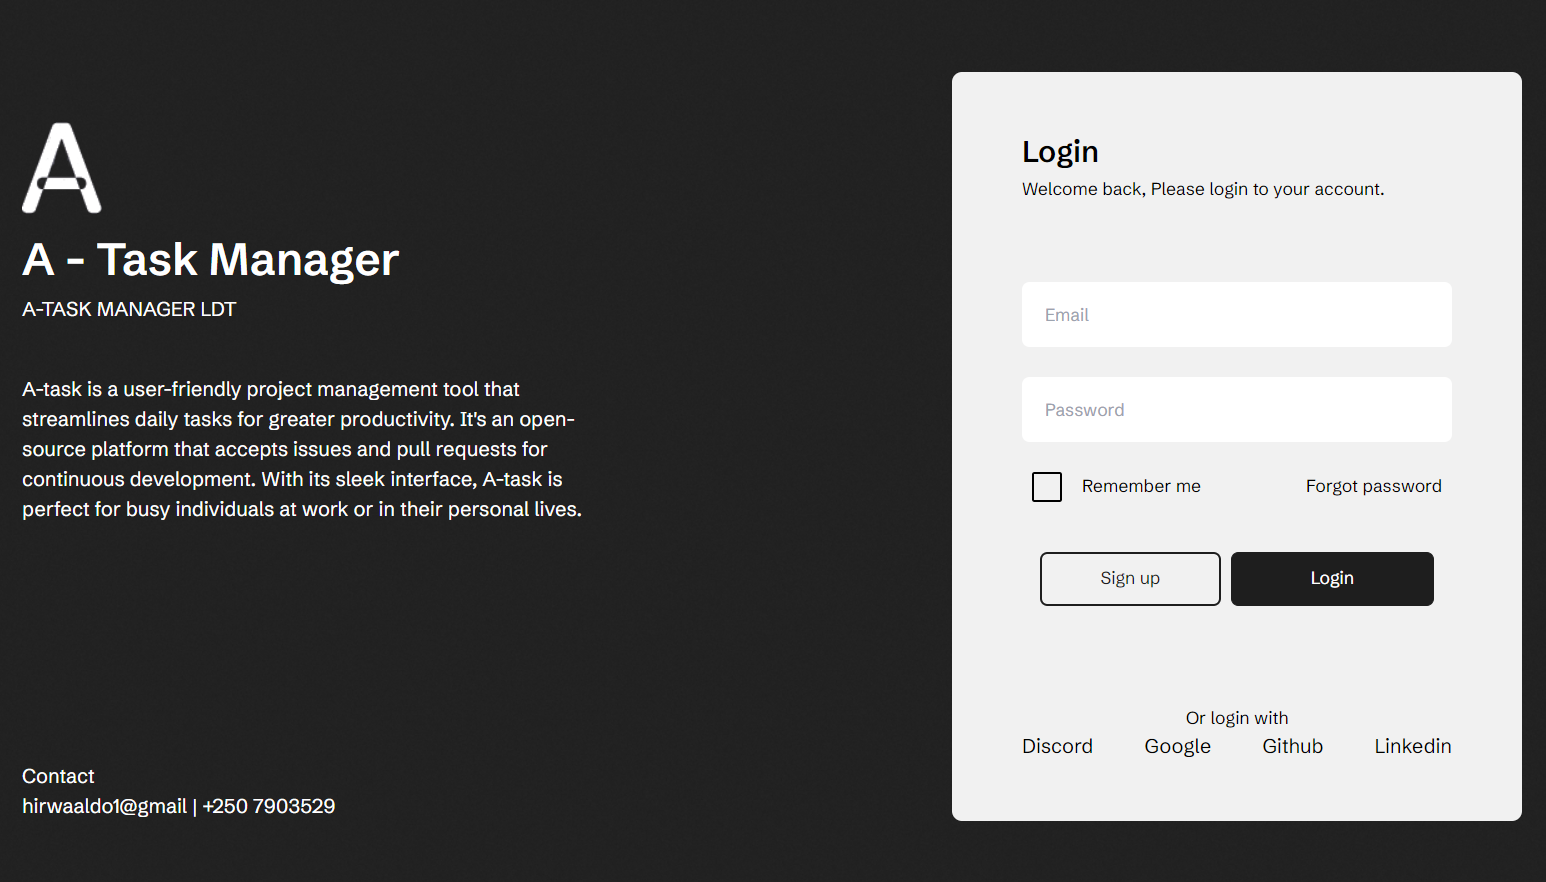 A
A - Task Manager
A-TASK MANAGER LDT
A-task is a user-friendly project management tool that
streamlines daily tasks for greater productivity. It's an open-
source platform that accepts issues and pull requests for
continuous development. With its sleek interface, A-task is
perfect for busy individuals at work or in their personal lives.
Contact
hirwaaldo1@gmail | +250 7903529
Login
Welcome back, Please login to your account.
Email
Password
Remember me Forgot password
Sign up Login
Or login with
Discord Google Github Linkedin